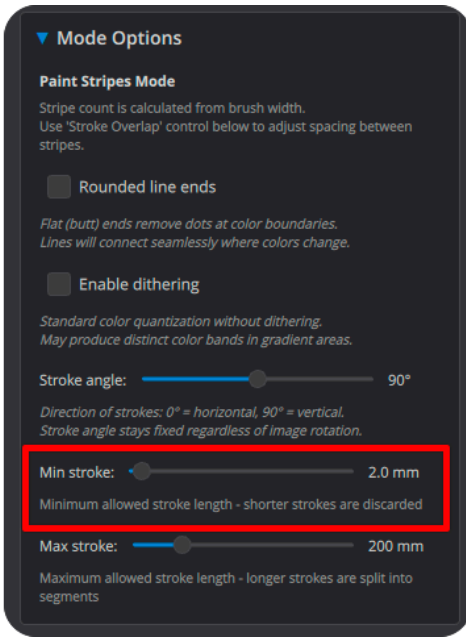 Mode Options
Paint Stripes Mode
Stripe count is calculated from brush width.
Use 'Stroke Overlap' control below to adjust spacing between
stripes.
Rounded line ends
Flat (butt) ends remove dots at color boundaries.
Lines will connect seamlessly where colors change.
Enable dithering
Standard color quantization without dithering.
May produce distinct color bands in gradient areas.
Stroke angle: 90°
Direction of strokes: 0° = horizontal, 90° = vertical.
Stroke angle stays fixed regardless of image rotation.
Min stroke: 2.0 mm
Minimum allowed stroke length - shorter strokes are discarded
Max stroke: 200 mm
Maximum allowed stroke length - longer strokes are split into
segments